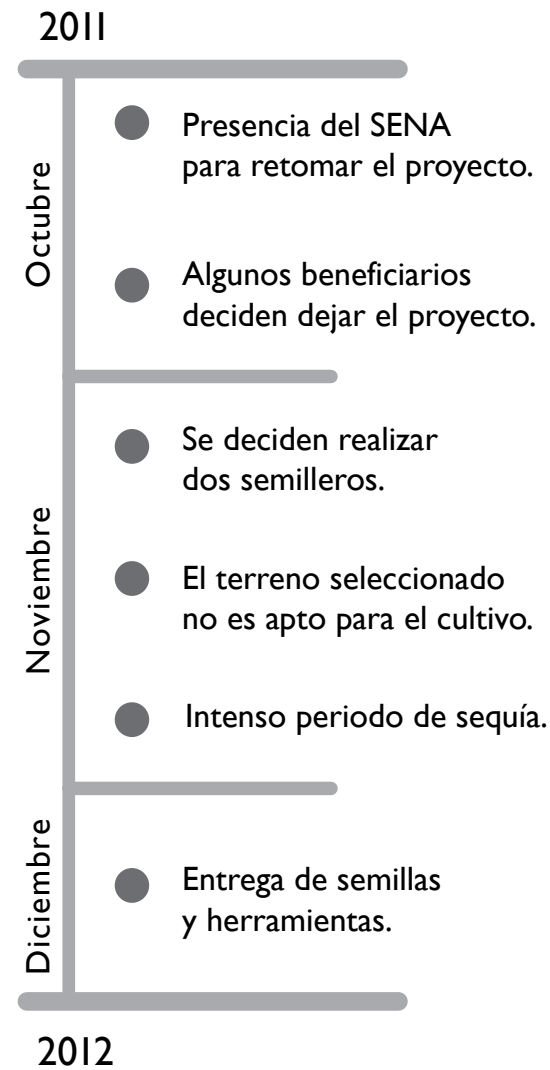 2011
Octubre
Presencia del SENA
para retomar el proyecto.
Algunos beneficiarios
deciden dejar el proyecto.
Noviembre
Se deciden realizar
dos semilleros.
El terreno seleccionado
no es apto para el cultivo.
Intenso periodo de sequía.
Diciembre
Entrega de semillas
y herramientas.
2012